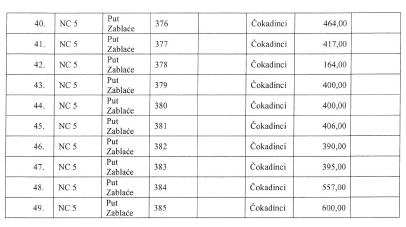 40. NC 5 Put Zablaće 376 Čokadinci 464,00
41. NC 5 Put Zablaće 377 Čokadinci 417,00
42. NC 5 Put Zablaće 378 Čokadinci 164,00
43. NC 5 Put Zablaće 379 Čokadinci 400,00
44. NC 5 Put Zablaće 380 Čokadinci 400,00
45. NC 5 Put Zablaće 381 Čokadinci 406,00
46. NC 5 Put Zablaće 382 Čokadinci 390,00
47. NC 5 Put Zablaće 383 Čokadinci 395,00
48. NC 5 Put Zablaće 384 Čokadinci 557,00
49. NC 5 Put Zablaće 385 Čokadinci 600,00